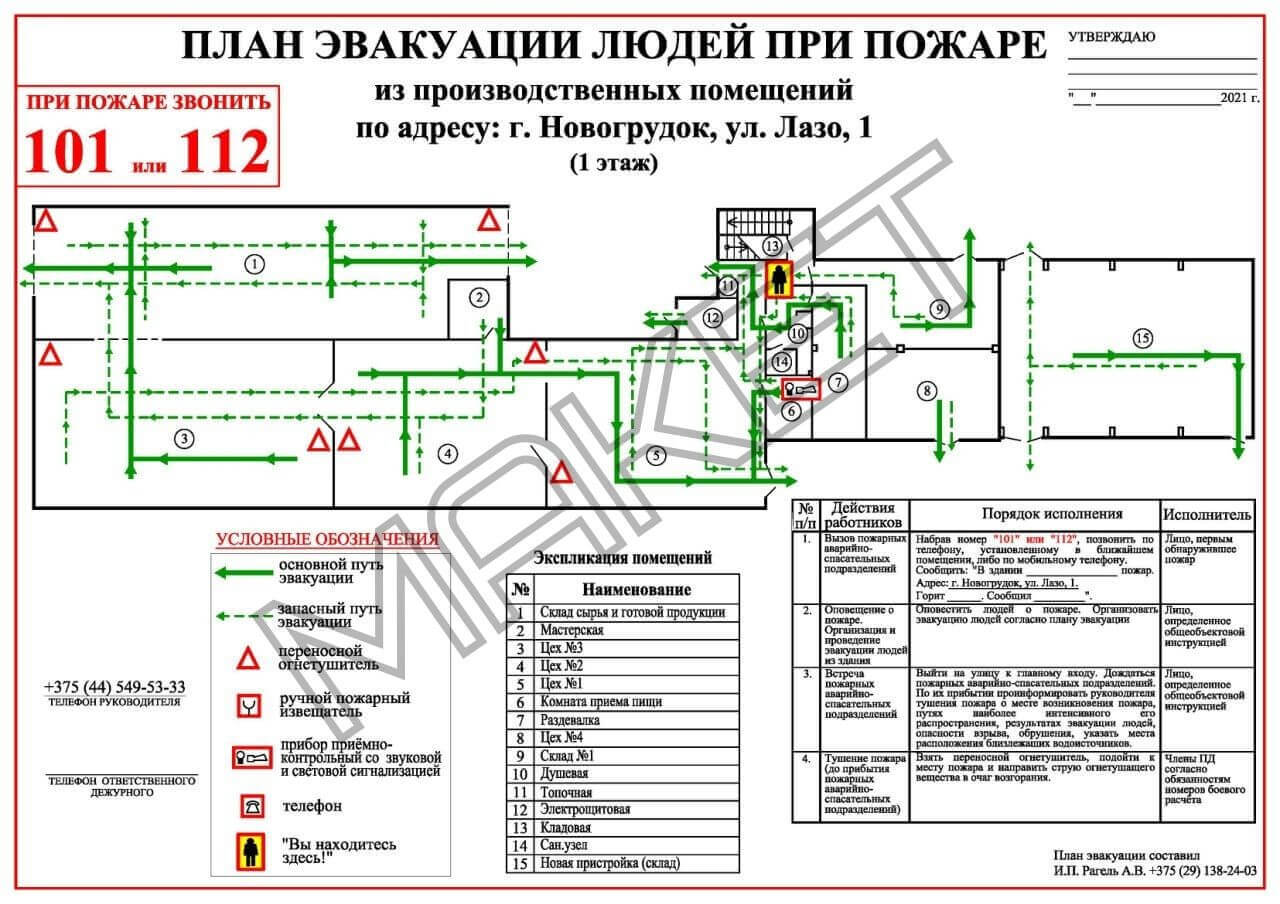 ПЛАН ЭВАКУАЦИИ ЛЮДЕЙ ПРИ ПОЖАРЕ
из производственных помещений
по адресу: г. Новогрудок, ул. Лазо, 1
(1 этаж)
УТВЕРЖДАЮ
"__"____________________2021 г.
ПРИ ПОЖАРЕ ЗВОНИТЬ
101 или 112
1
2
3
4
5
6
7
8
9
10
11
12
13
14
15
МАКЕТ
УСЛОВНЫЕ ОБОЗНАЧЕНИЯ
основной путь
эвакуации
запасный путь
эвакуации
переносной
огнетушитель
ручной пожарный
извещатель
прибор приёмно-
контрольный со звуковой
и световой сигнализацией
телефон
"Вы находитесь
здесь!"
+375 (44) 549-53-33
ТЕЛЕФОН РУКОВОДИТЕЛЯ
ТЕЛЕФОН ОТВЕТСТВЕННОГО
ДЕЖУРНОГО
Экспликация помещений
№ Наименование
1 Склад сырья и готовой продукции
2 Мастерская
3 Цех №3
4 Цех №2
5 Цех №1
6 Комната приема пищи
7 Раздевалка
8 Цех №4
9 Склад №1
10 Душевая
11 Топочная
12 Электрощитовая
13 Кладовая
14 Сан.узел
15 Новая пристройка (склад)
№ п/п
Действия работников
Порядок исполнения
Исполнитель
1.
Вызов пожарных
аварийно-
спасательных
подразделений
Набрав номер "101" или "112", позвонить по
телефону, установленному в ближайшем
помещении, либо по мобильному телефону.
Сообщить: "В здании __________ пожар.
Адрес: г. Новогрудок, ул. Лазо, 1.
Горит _____. Сообщил ________".
Лицо, первым
обнаружившее
пожар
2.
Оповещение о
пожаре.
Организация и
проведение
эвакуации людей
из здания
Оповестить людей о пожаре. Организовать
эвакуацию людей согласно плану эвакуации
Лицо,
определенное
общеобъектовой
инструкцией
3.
Встреча
пожарных
аварийно-
спасательных
подразделений
Выйти на улицу к главному входу. Дождаться
пожарных аварийно-спасательных подразделений.
По их прибытии проинформировать руководителя
тушения пожара о месте возникновения пожара,
путях наиболее интенсивного его
распространения, результатах эвакуации людей,
опасности взрыва, обрушения, указать места
расположения близлежащих водоисточников.
Лицо,
определенное
общеобъектовой
инструкцией
4.
Тушение пожара
(до прибытия
пожарных
аварийно-
спасательных
подразделений)
Взять переносной огнетушитель, подойти к
месту пожара и направить струю огнетушащего
вещества в очаг возгорания.
Члены ПД
согласно
обязанностям
номеров боевого
расчёта
План эвакуации составил
И.П. Рагель А.В. +375 (29) 138-24-03